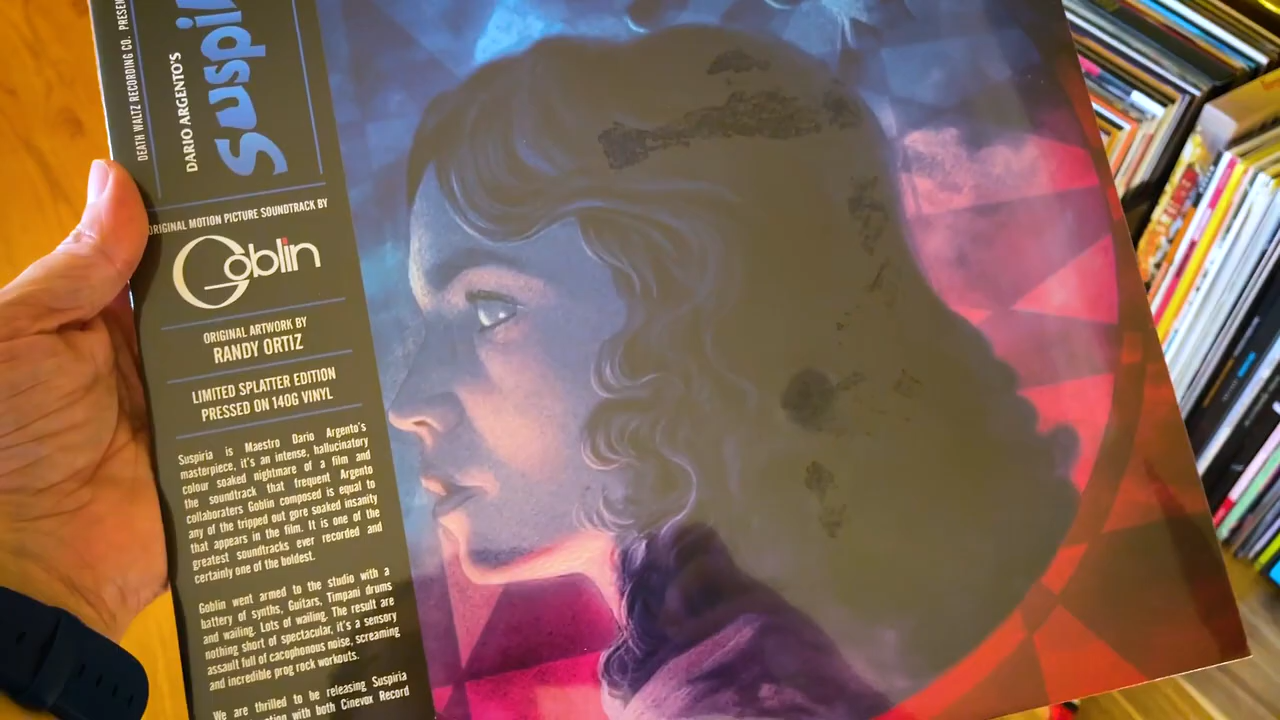 DEATH WALTZ RECORDING CO.
DARIO ARGENTO'S
ORIGINAL MOTION PICTURE SOUNDTRACK BY
Goblin
ORIGINAL ARTWORK BY
RANDY ORTIZ
LIMITED SPLATTER EDITION
PRESSED ON 140G VINYL
Suspiria is Maestro Dario Argento's
masterpiece, it's an intense, hallucinatory
colour soaked nightmare of a film and
the soundtrack that frequent Argento
collaboraters Goblin composed is equal to
any of the tripped out gore soaked insanity
that appears in the film. It is one of the
greatest soundtracks ever recorded and
certainly one of the boldest.
Goblin went armed to the studio with a
battery of synths, Guitars, Timpani drums
and wailing. Lots of wailing. The result are
nothing short of spectacular, it's a sensory
assault full of cacophonous noise, screaming
and incredible prog rock workouts.
We are thrilled to be releasing Suspiria
with both Cinevox Record